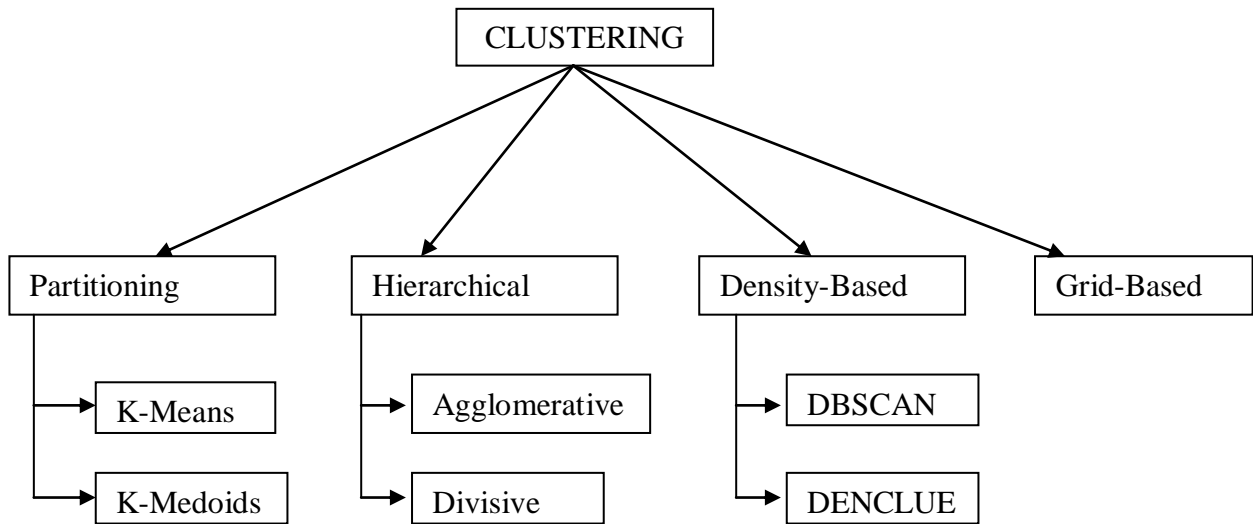 CLUSTERING
Partitioning
Hierarchical
Density-Based
Grid-Based
K-Means
Agglomerative
DBSCAN
K-Medoids
Divisive
DENCLUE